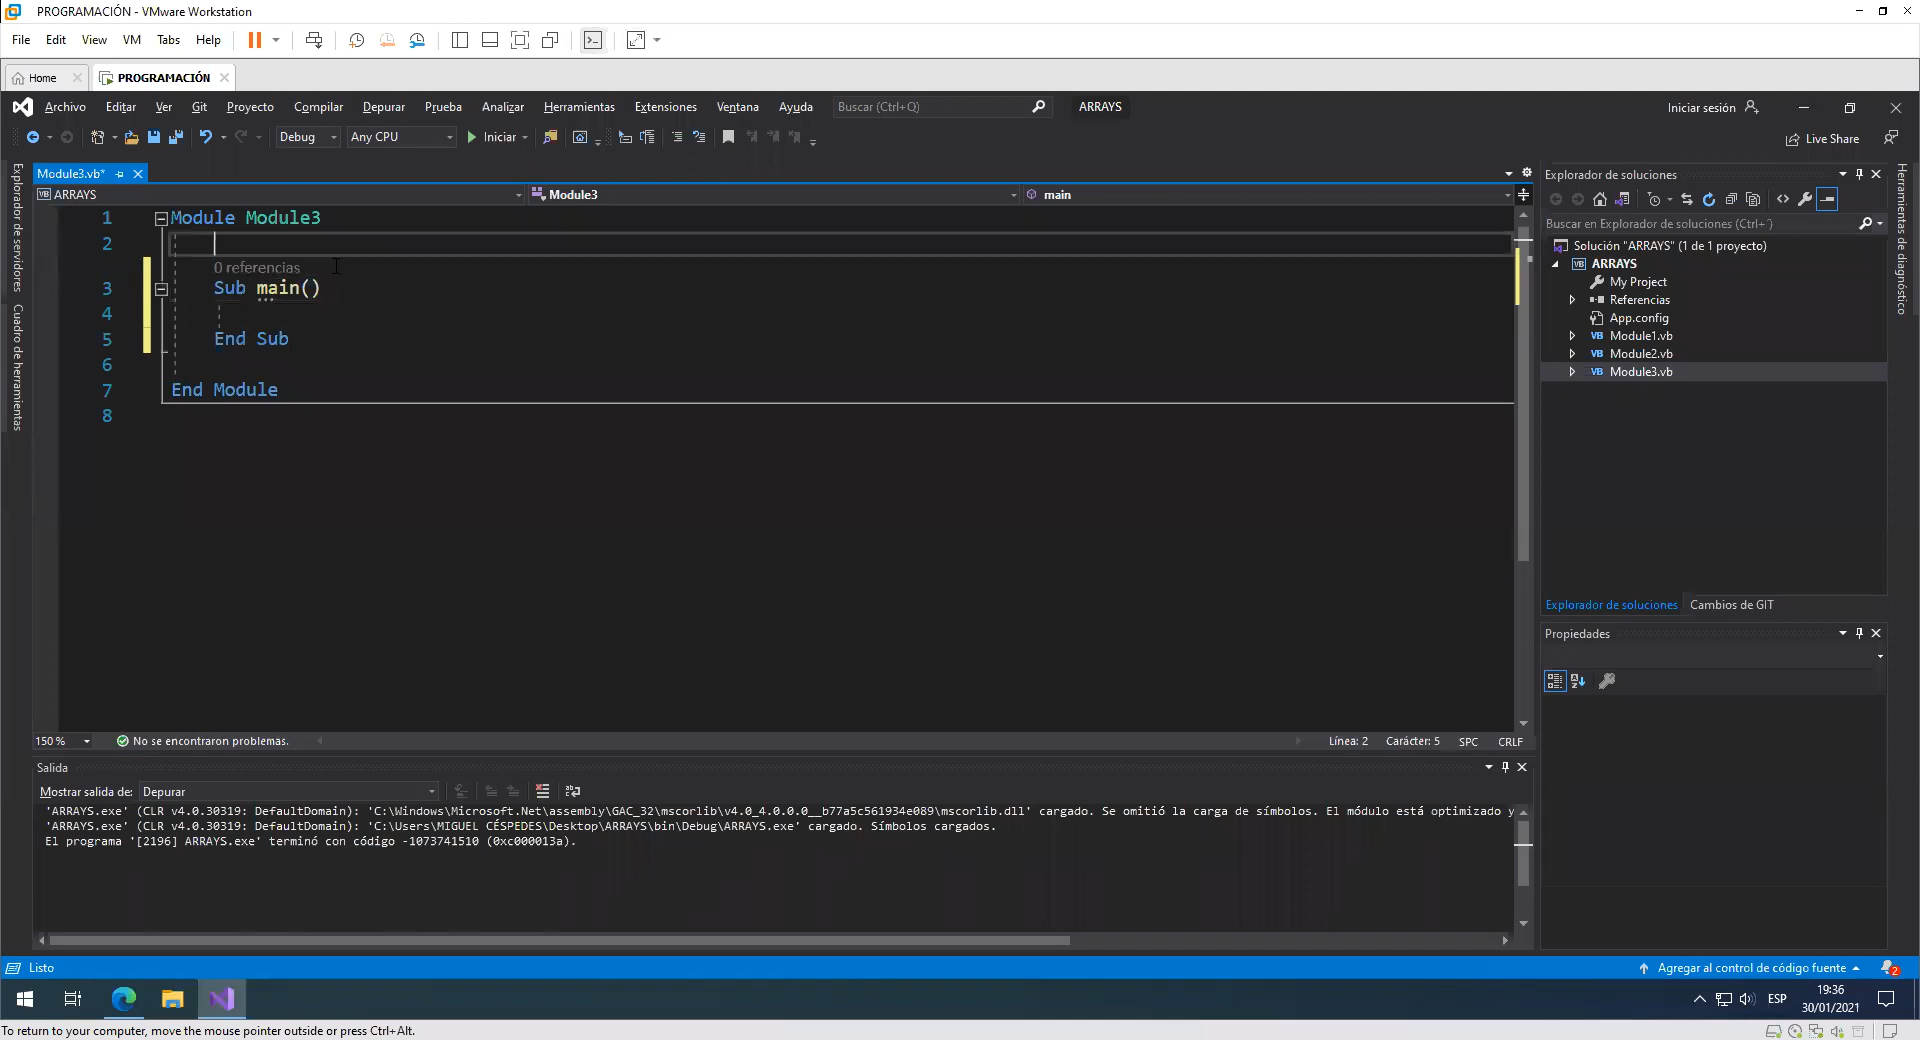 PROGRAMACIÓN - VMware Workstation
File Edit View VM Tabs Help
Home PROGRAMACIÓN
Archivo Editar Ver Git Proyecto Compilar Depurar Prueba Analizar Herramientas Extensiones Ventana Ayuda Buscar (Ctrl+Q) ARRAYS Iniciar sesión
Debug Any CPU Iniciar Live Share
Explorador de servidores
Cuadro de herramientas
Module3.vb*
ARRAYS Module3 main
1 Module Module3
2
0 referencias
3 Sub main()
4
5 End Sub
6
7 End Module
8
150 % No se encontraron problemas. Línea: 2 Carácter: 5 SPC CRLF
Salida
Mostrar salida de: Depurar
'ARRAYS.exe' (CLR v4.0.30319: DefaultDomain): 'C:\Windows\Microsoft.Net\assembly\GAC_32\mscorlib\v4.0_4.0.0.0__b77a5c561934e089\mscorlib.dll' cargado. Se omitió la carga de símbolos. El módulo está optimizado y
'ARRAYS.exe' (CLR v4.0.30319: DefaultDomain): 'C:\Users\MIGUEL CÉSPEDES\Desktop\ARRAYS\bin\Debug\ARRAYS.exe' cargado. Símbolos cargados.
El programa '[2196] ARRAYS.exe' terminó con código -1073741510 (0xc000013a).
Explorador de soluciones
Buscar en Explorador de soluciones (Ctrl+´)
Solución "ARRAYS" (1 de 1 proyecto)
ARRAYS
My Project
Referencias
App.config
Module1.vb
Module2.vb
Module3.vb
Explorador de soluciones Cambios de GIT
Propiedades
Herramientas de diagnóstico
Listo Agregar al control de código fuente 2
ESP 19:36
30/01/2021
To return to your computer, move the mouse pointer outside or press Ctrl+Alt.